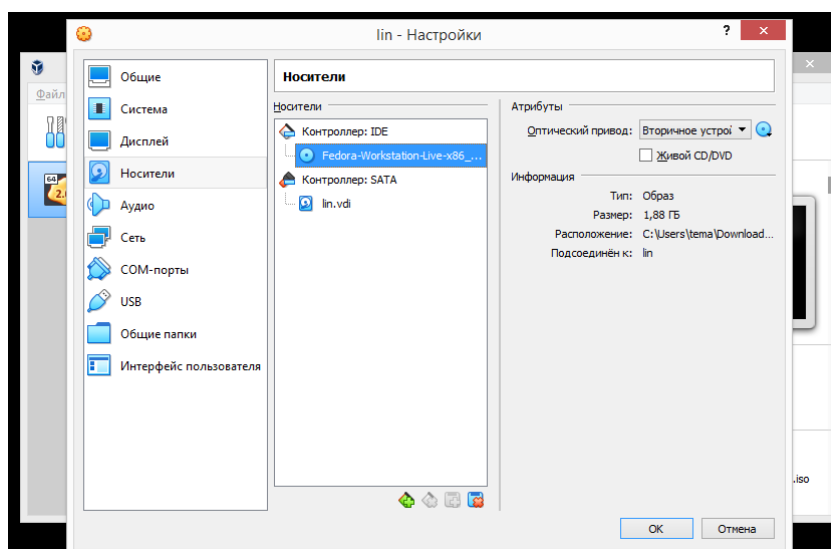 lin - Настройки
?
Файл
Общие
Система
Дисплей
Носители
Аудио
Сеть
COM-порты
USB
Общие папки
Интерфейс пользователя
Носители
Носители
Контроллер: IDE
Fedora-Workstation-Live-x86_...
Контроллер: SATA
lin.vdi
Атрибуты
Оптический привод: Вторичное устрої
Живой CD/DVD
Информация
Тип: Образ
Размер: 1,88 ГБ
Расположение: C:\Users\tema\Download...
Подсоединён к: lin
64
2.
.iso
OK
Отмена